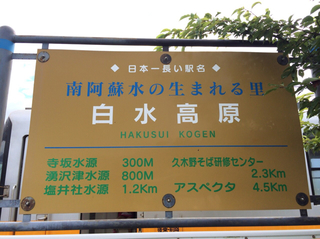 ◆ 日本一長い駅名 ◆
南阿蘇水の生まれる里
白水高原
HAKUSUI KOGEN
寺坂水源 300M
湧沢津水源 800M
塩井社水源 1.2Km
久木野そば研修センター
2.3Km
アスペクタ 4.5Km